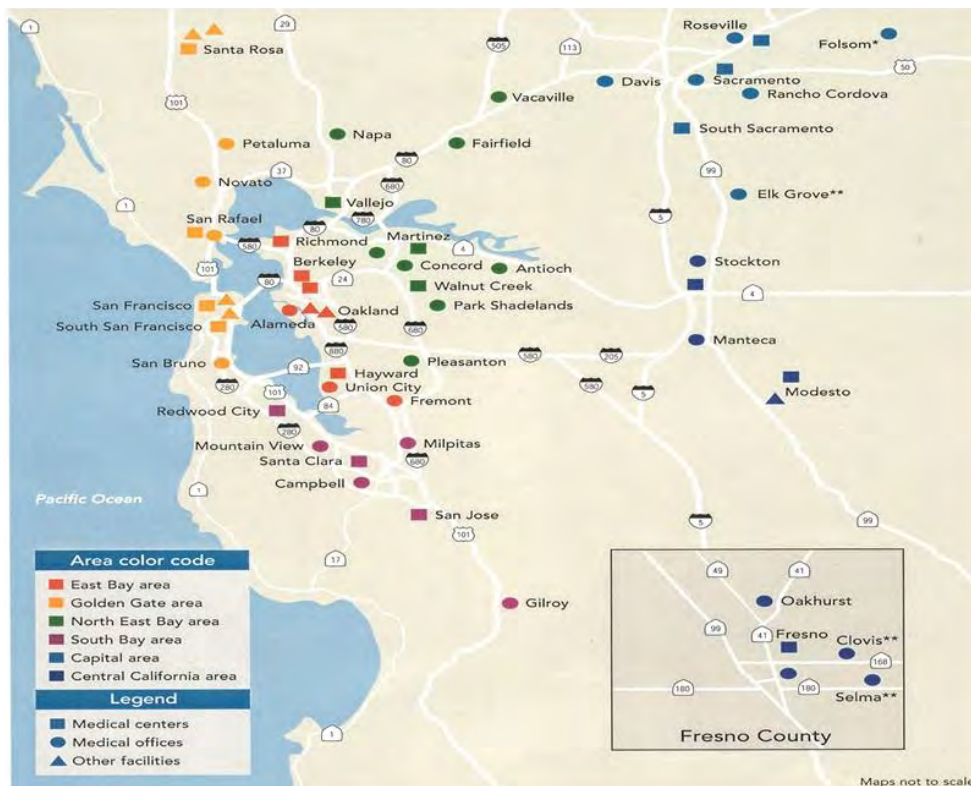 1
29
505
113
Roseville
Folsom*
Santa Rosa
50
101
Davis
Sacramento
Vacaville
Rancho Cordova
Napa
South Sacramento
Petaluma
Fairfield
80
99
37
680
Novato
Elk Grove**
1
Vallejo
5
780
San Rafael
80
Martinez
580
Richmond
4
Stockton
101
Berkeley
Concord
Antioch
80
24
Walnut Creek
San Francisco
4
Oakland
Park Shadelands
South San Francisco
Alameda
580
680
Manteca
880
San Bruno
Pleasanton
580
205
92
Hayward
280
Union City
580
5
101
84
Fremont
Modesto
Redwood City
280
Mountain View
Milpitas
Santa Clara
680
Campbell
1
Pacific Ocean
San Jose
5
101
99
17
Area color code
East Bay area
Golden Gate area
North East Bay area
South Bay area
Capital area
Central California area
Legend
Medical centers
Medical offices
Other facilities
1
Gilroy
49
41
Oakhurst
99
41
Fresno
Clovis**
168
180
180
Selma**
Fresno County
Maps not to scale